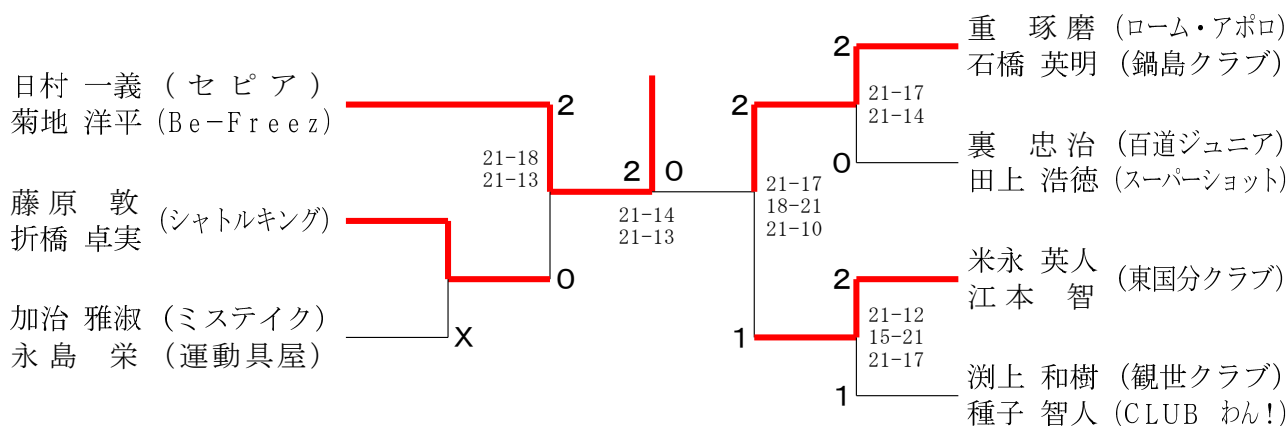 日村 一義 (セピア)
菊地 洋平 (Be−Freez)
藤原 敦
折橋 卓実
(シャトルキング)
加治 雅淑 (ミステイク)
永島 栄 (運動具屋)
2
21-18
21-13
0
X
2 0
21-14
21-13
2
21-17
18-21
21-10
1
重 琢磨 (ローム・アポロ)
石橋 英明 (鍋島クラブ)
2
21-17
21-14
0
裏 忠治 (百道ジュニア)
田上 浩徳 (スーパーショット)
米永 英人
江本 智
(東国分クラブ)
2
21-12
15-21
21-17
1
渕上 和樹 (観世クラブ)
種子 智人 (CLUB わん!)